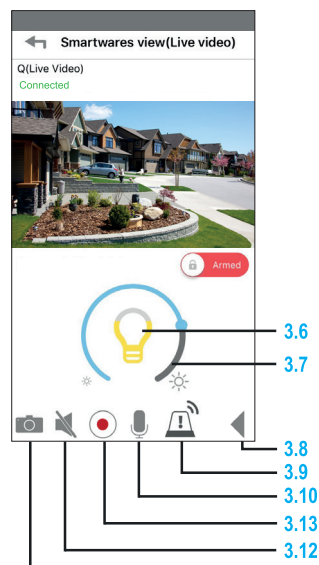 Smartwares view(Live video)
Q(Live Video)
Connected
Armed
3.6
3.7
3.8
3.9
3.10
3.13
3.12